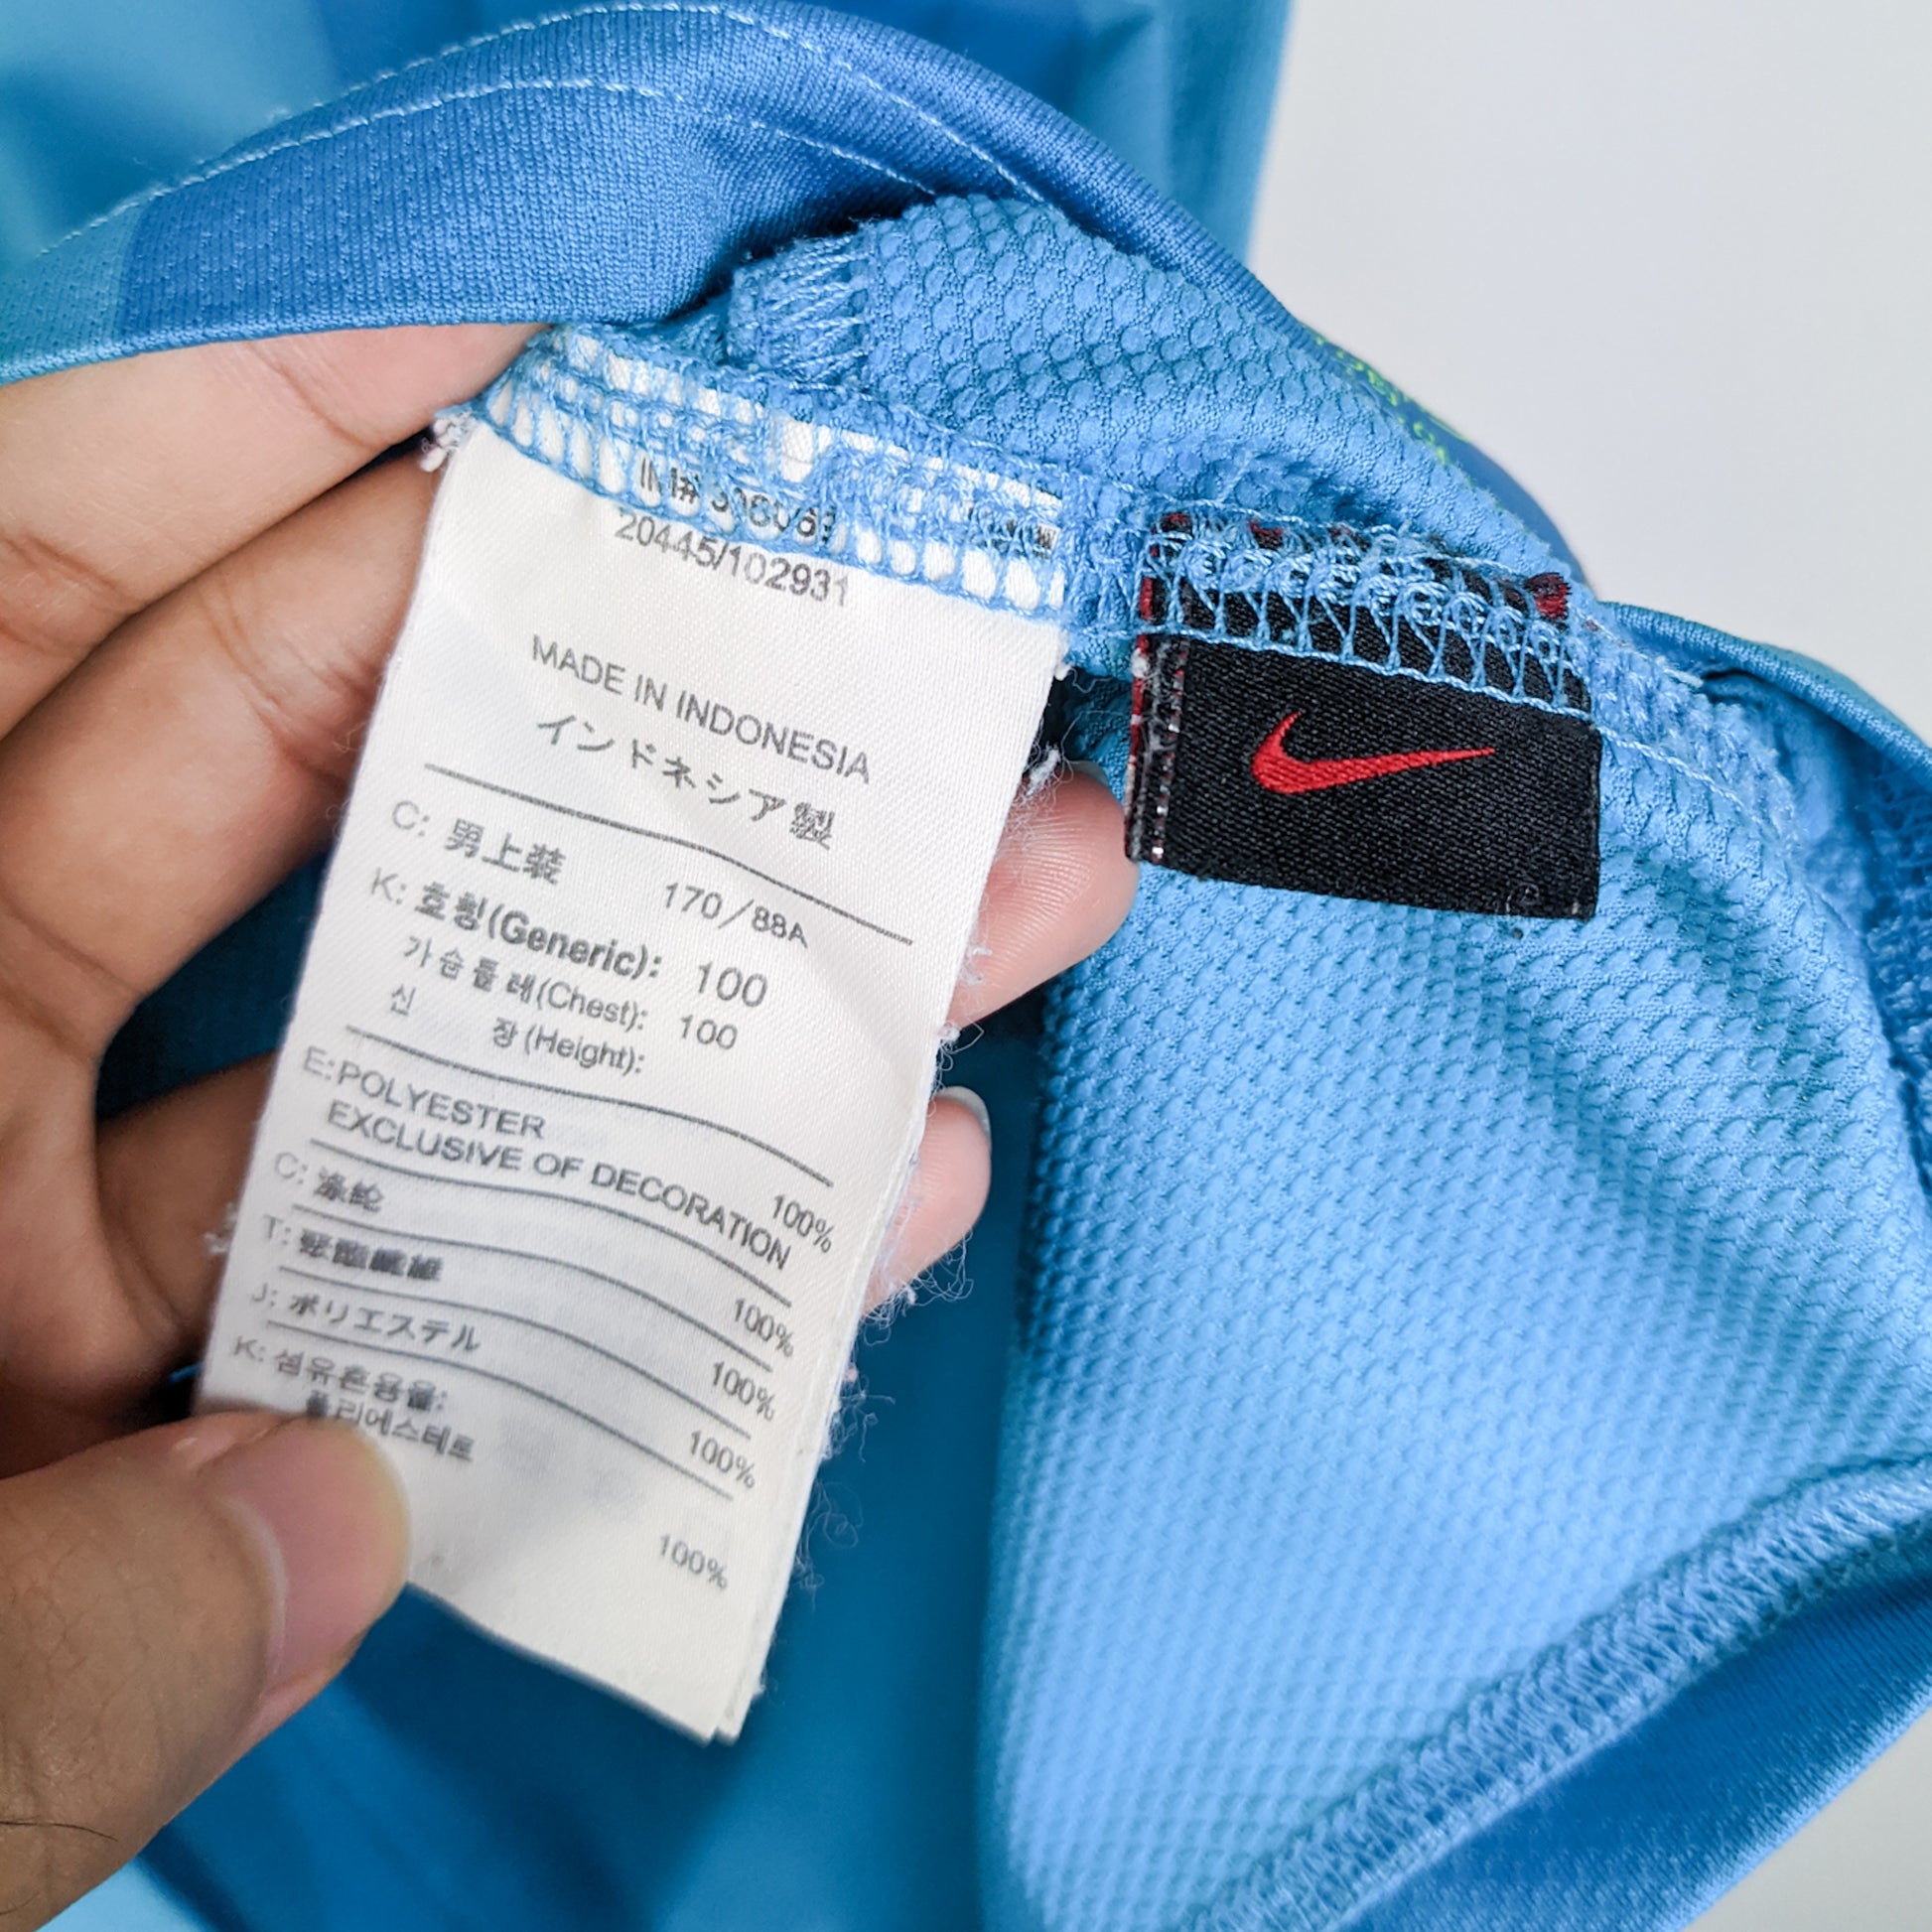 20445/102931
MADE IN INDONESIA
インドネシア製
C: 男上装 170/88A
K: 호칭(Generic): 100
가슴둘레(Chest): 100
신 장(Height):
E: POLYESTER 100%
EXCLUSIVE OF DECORATION
C: 涤纶 100%
T: 100%
J: ポリエステル 100%
K: 섬유혼용율:
폴리에스테르 100%